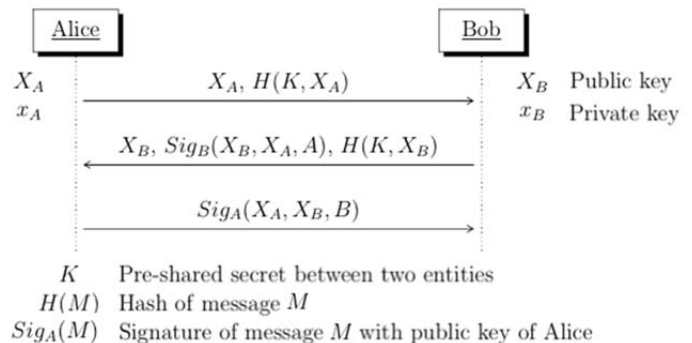 Alice Bob
X_A X_A, H(K, X_A) X_B Public key
x_A x_B Private key
X_B, Sig_B(X_B, X_A, A), H(K, X_B)
Sig_A(X_A, X_B, B)
K Pre-shared secret between two entities
H(M) Hash of message M
Sig_A(M) Signature of message M with public key of Alice